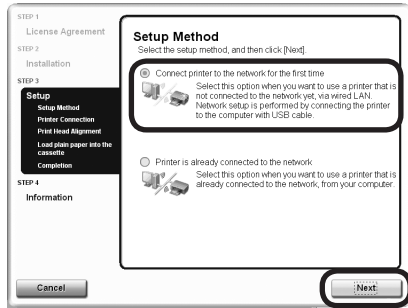 STEP 1
License Agreement
STEP 2
Installation
STEP 3
Setup
Setup Method
Printer Connection
Print Head Alignment
Load plain paper into the
cassette
Completion
STEP 4
Information
Cancel
Setup Method
Select the setup method, and then click [Next].
Connect printer to the network for the first time
Select this option when you want to use a printer that is
not connected to the network yet, via wired LAN.
Network setup is performed by connecting the printer
to the computer with USB cable.
Printer is already connected to the network
Select this option when you want to use a printer that is
already connected to the network, from your computer.
Next